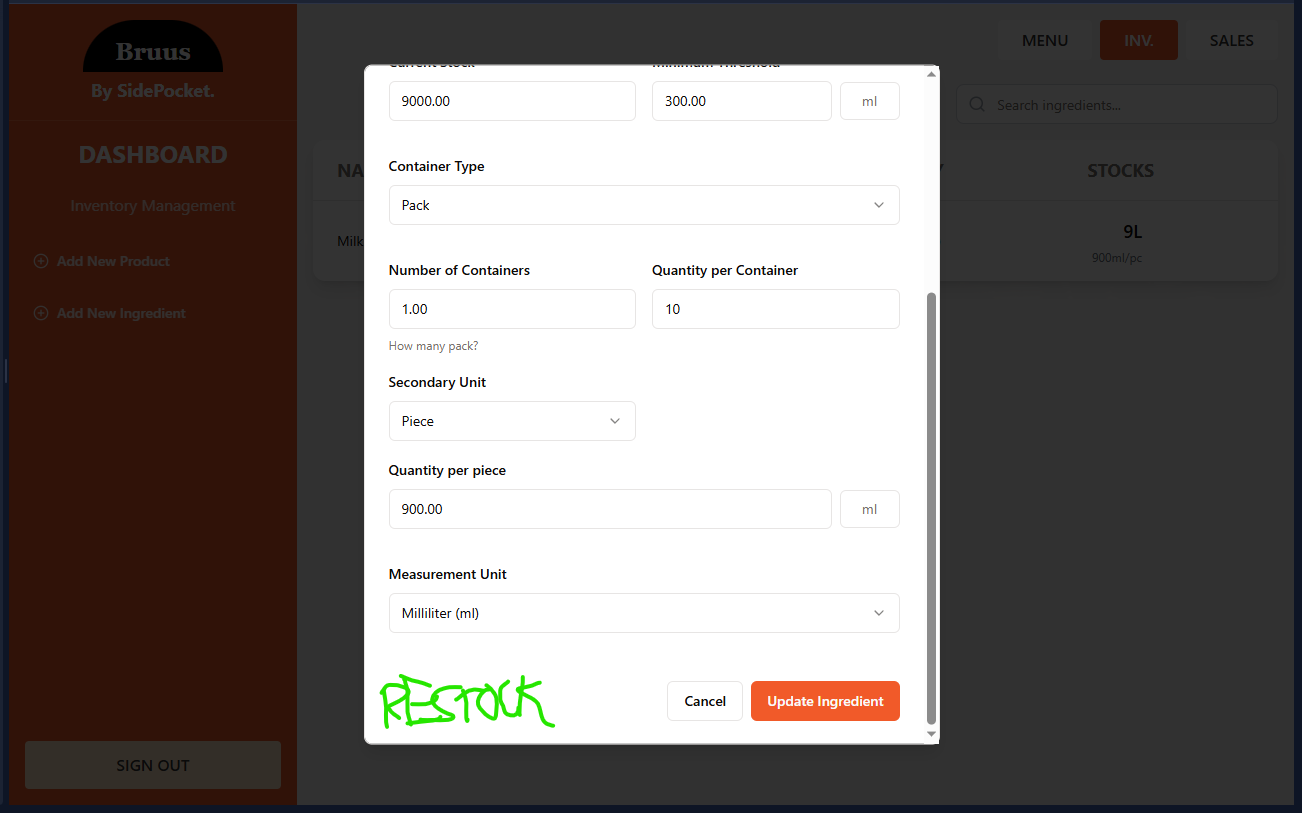 Bruus
By SidePocket.
DASHBOARD
Inventory Management
Add New Product
Add New Ingredient
SIGN OUT
MENU
INV.
SALES
Search ingredients...
NA
STOCKS
Milk
9L
900ml/pc
Current Stock
Minimum Threshold
9000.00
300.00
ml
Container Type
Pack
Number of Containers
Quantity per Container
1.00
10
How many pack?
Secondary Unit
Piece
Quantity per piece
900.00
ml
Measurement Unit
Milliliter (ml)
RESTOCK
Cancel
Update Ingredient